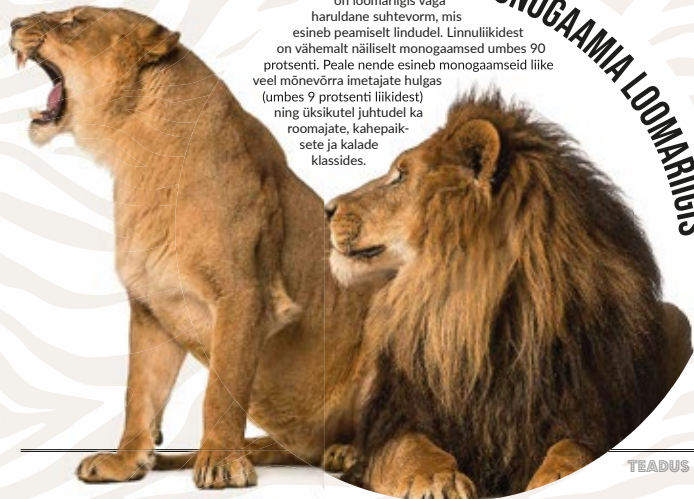 on loomariigis väga
haruldane suhtevorm, mis
esineb peamiselt lindudel. Linnuliikidest
on vähemalt näiliselt monogaamsed umbes 90
protsenti. Peale nende esineb monogaamseid liike
veel mõnevõrra imetajate hulgas
(umbes 9 protsenti liikidest)
ning üksikutel juhtudel ka
roomajate, kahepaik-
sete ja kalade
klassides.
MONOGAAMIA LOOMARIIGIS
TEADUS